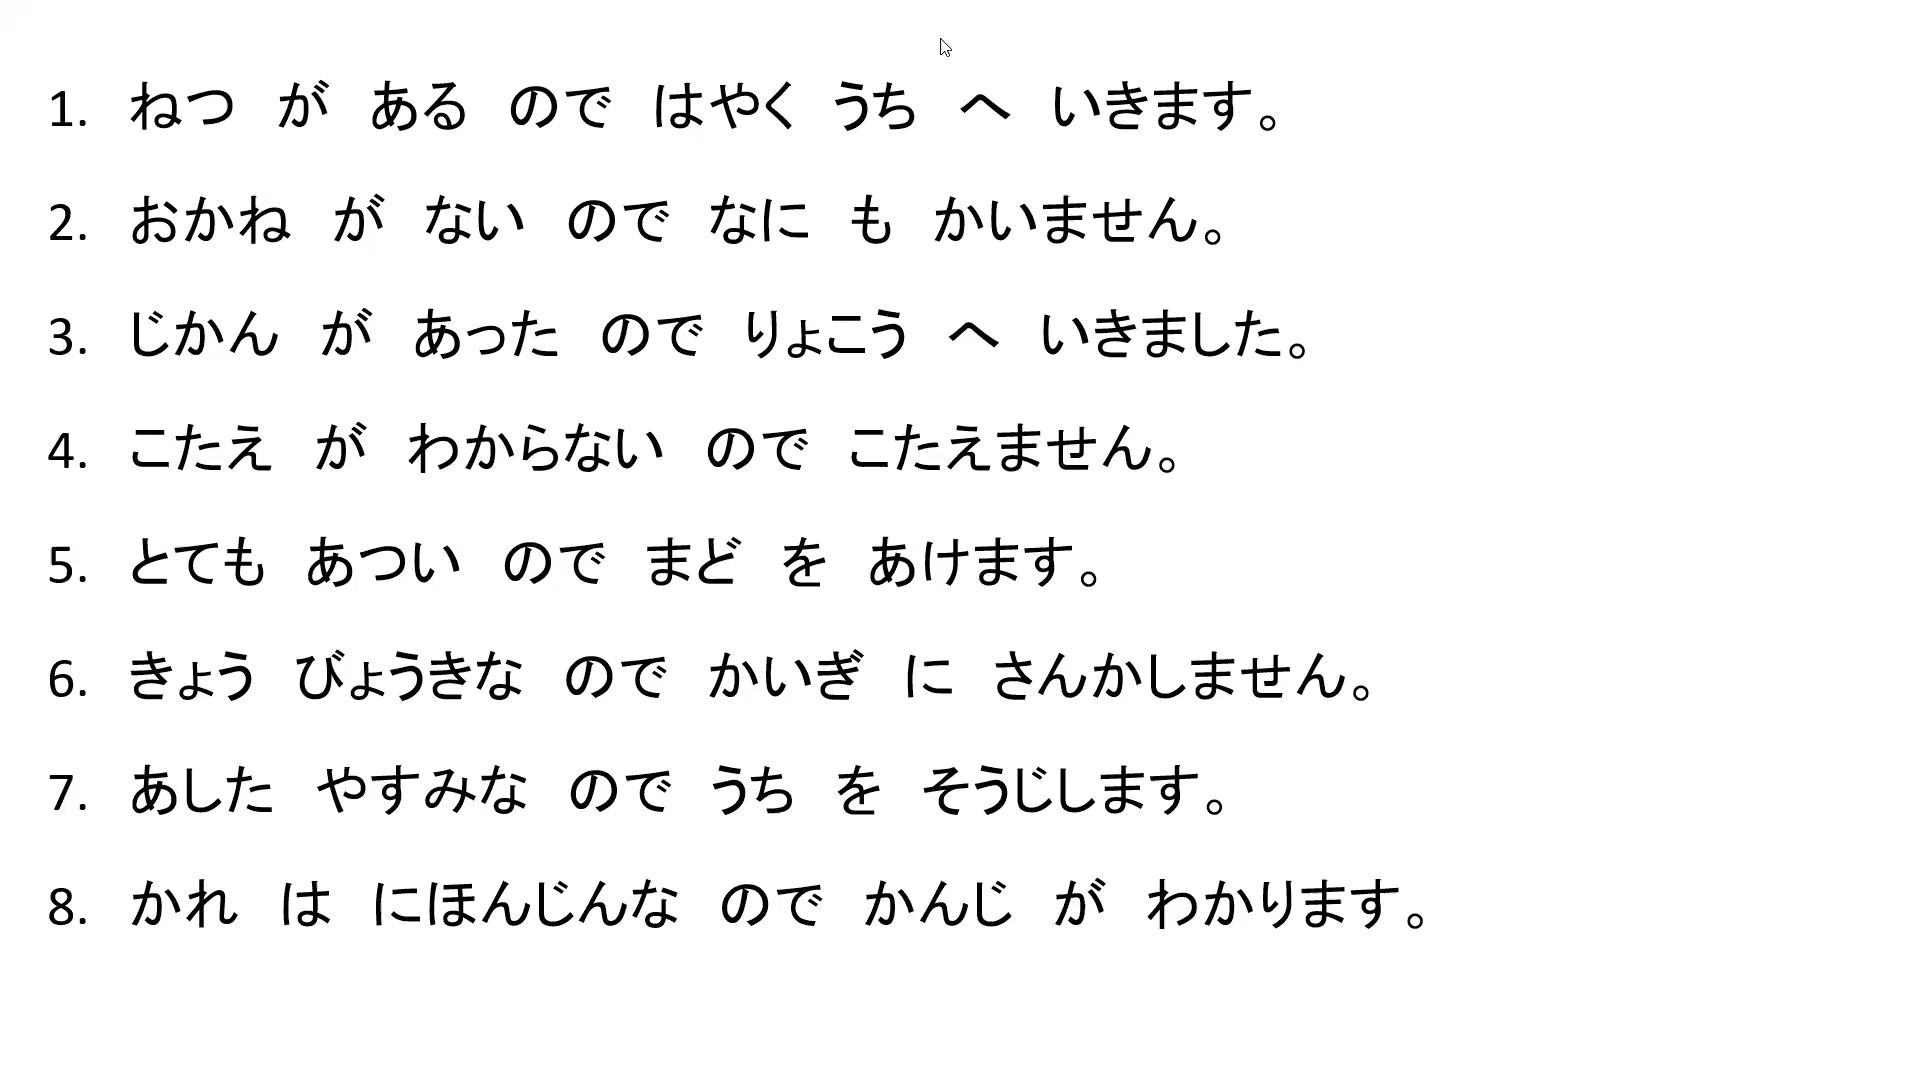 1. ねつ が ある ので はやく うち へ いきます。
2. おかね が ない ので なに も かいません。
3. じかん が あった ので りょこう へ いきました。
4. こたえ が わからない ので こたえません。
5. とても あつい ので まど を あけます。
6. きょう びょうきな ので かいぎ に さんかしません。
7. あした やすみな ので うち を そうじします。
8. かれ は にほんじんな ので かんじ が わかります。